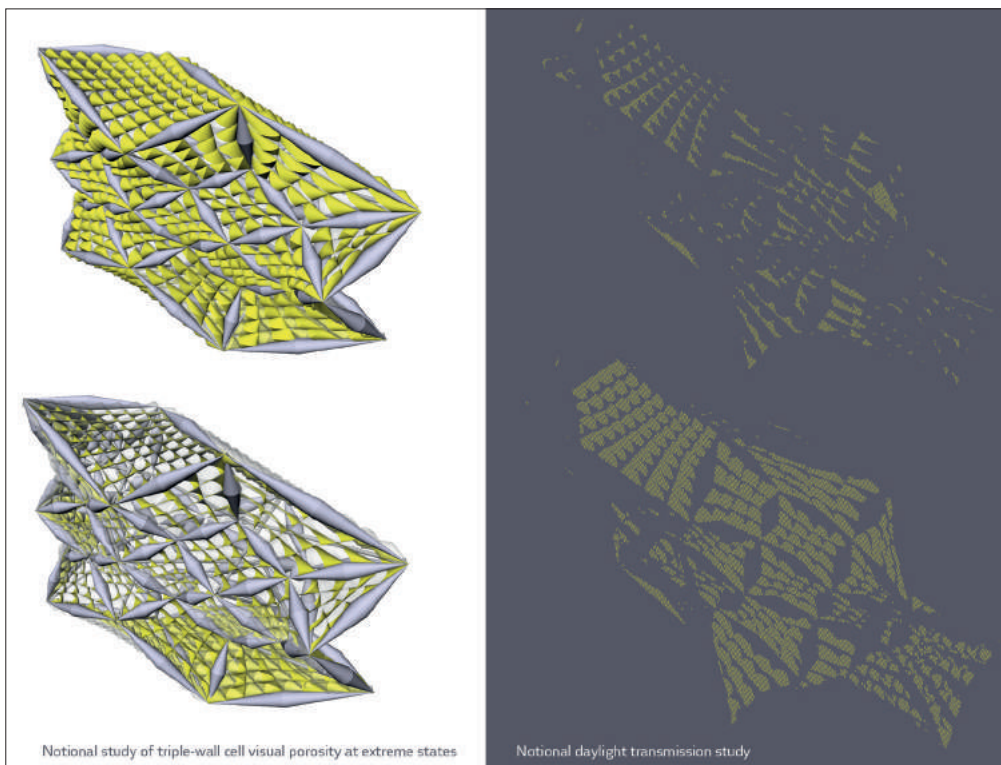 Notional study of triple-wall cell visual porosity at extreme states
Notional daylight transmission study